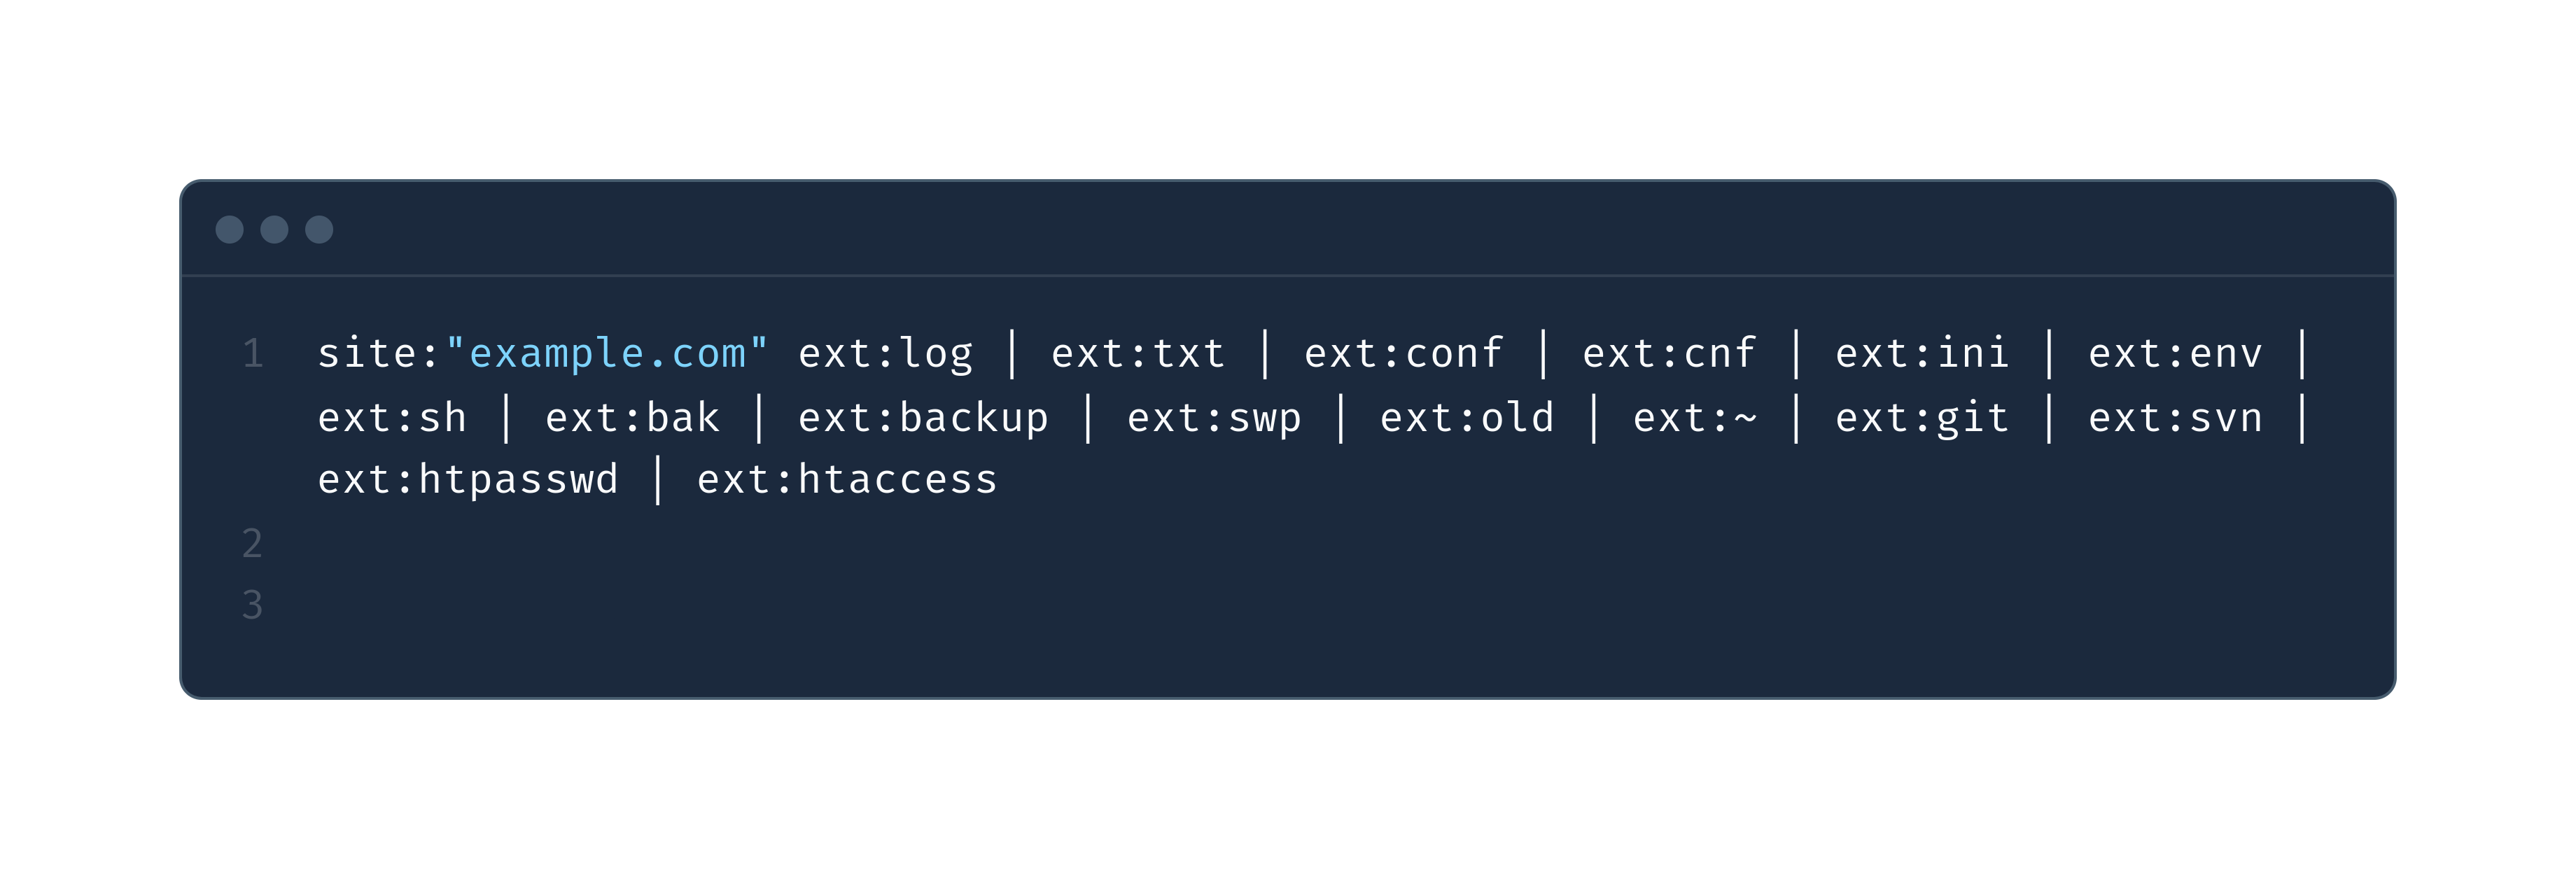 1 site:"example.com" ext:log | ext:txt | ext:conf | ext:cnf | ext:ini | ext:env |
ext:sh | ext:bak | ext:backup | ext:swp | ext:old | ext:~ | ext:git | ext:svn |
ext:htpasswd | ext:htaccess
2
3